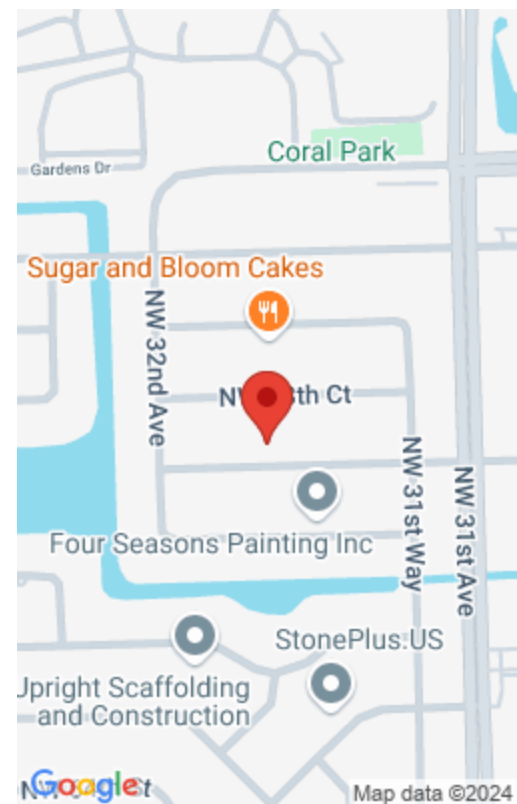 Coral Park
Gardens Dr
Sugar and Bloom Cakes
NW 32nd Ave
th Ct
NW 31st Way
NW 31st Ave
Four Seasons Painting Inc
StonePlus.US
Upright Scaffolding
and Construction
Google
Map data ©2024